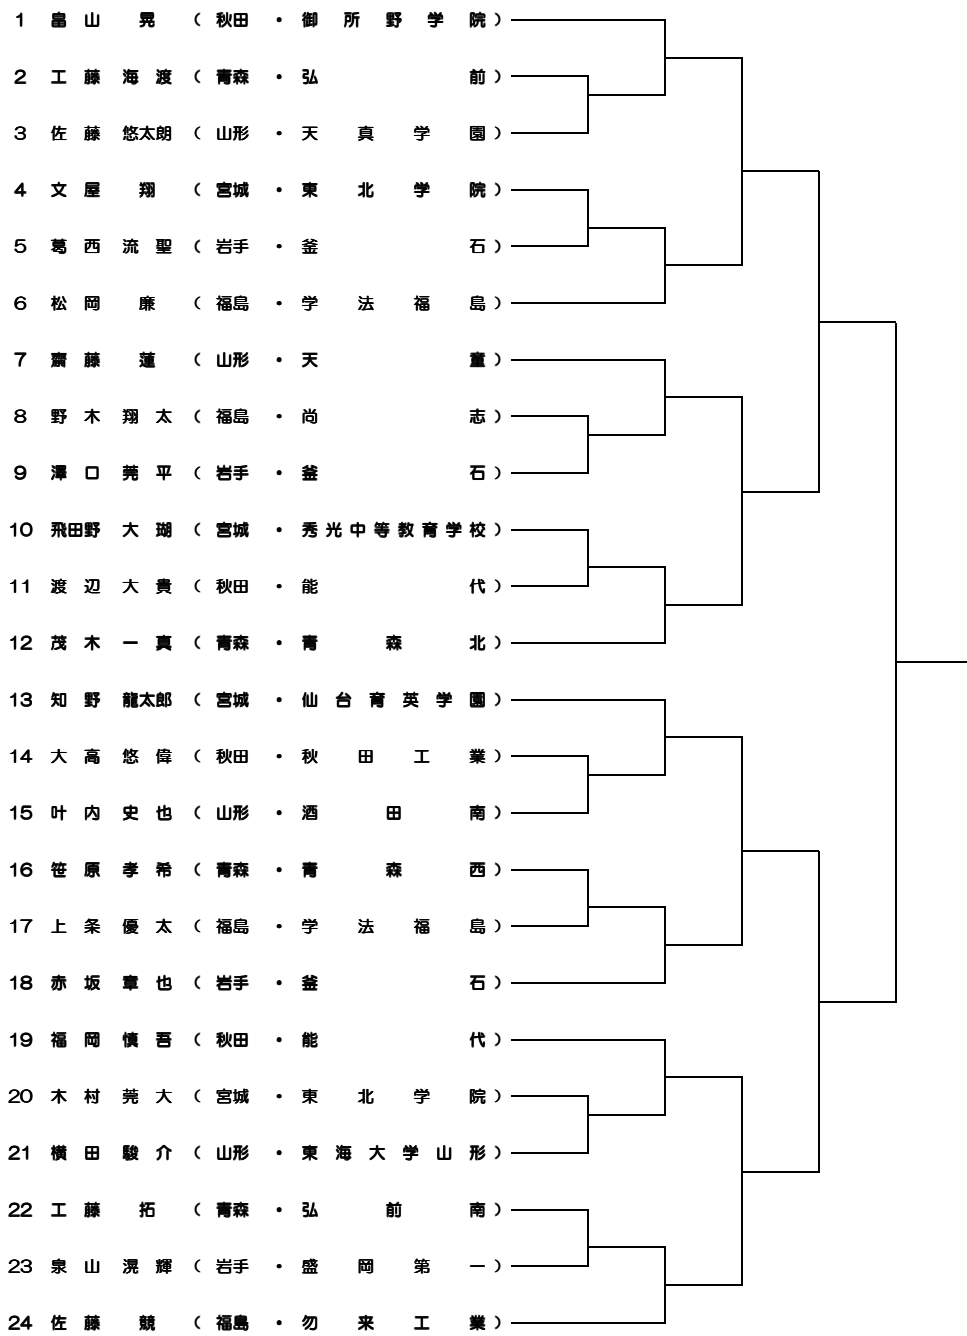 1 畠山 晃 （ 秋田 ・ 御所野学院 ）
2 工藤 海渡 （ 青森 ・ 弘前 ）
3 佐藤 悠太朗 （ 山形 ・ 天真学園 ）
4 文屋 翔 （ 宮城 ・ 東北学院 ）
5 葛西 流聖 （ 岩手 ・ 釜石 ）
6 松岡 廉 （ 福島 ・ 学法福島 ）
7 齋藤 蓮 （ 山形 ・ 天童 ）
8 野木 翔太 （ 福島 ・ 尚志 ）
9 澤口 莞平 （ 岩手 ・ 釜石 ）
10 飛田野 大瑚 （ 宮城 ・ 秀光中等教育学校 ）
11 渡辺 大貴 （ 秋田 ・ 能代 ）
12 茂木 一真 （ 青森 ・ 青森北 ）
13 知野 龍太郎 （ 宮城 ・ 仙台育英学園 ）
14 大高 悠偉 （ 秋田 ・ 秋田工業 ）
15 叶内 史也 （ 山形 ・ 酒田南 ）
16 笹原 孝希 （ 青森 ・ 青森西 ）
17 上条 優太 （ 福島 ・ 学法福島 ）
18 赤坂 章也 （ 岩手 ・ 釜石 ）
19 福岡 慎吾 （ 秋田 ・ 能代 ）
20 木村 莞大 （ 宮城 ・ 東北学院 ）
21 横田 駿介 （ 山形 ・ 東海大学山形 ）
22 工藤 拓 （ 青森 ・ 弘前南 ）
23 泉山 滉輝 （ 岩手 ・ 盛岡第一 ）
24 佐藤 競 （ 福島 ・ 勿来工業 ）